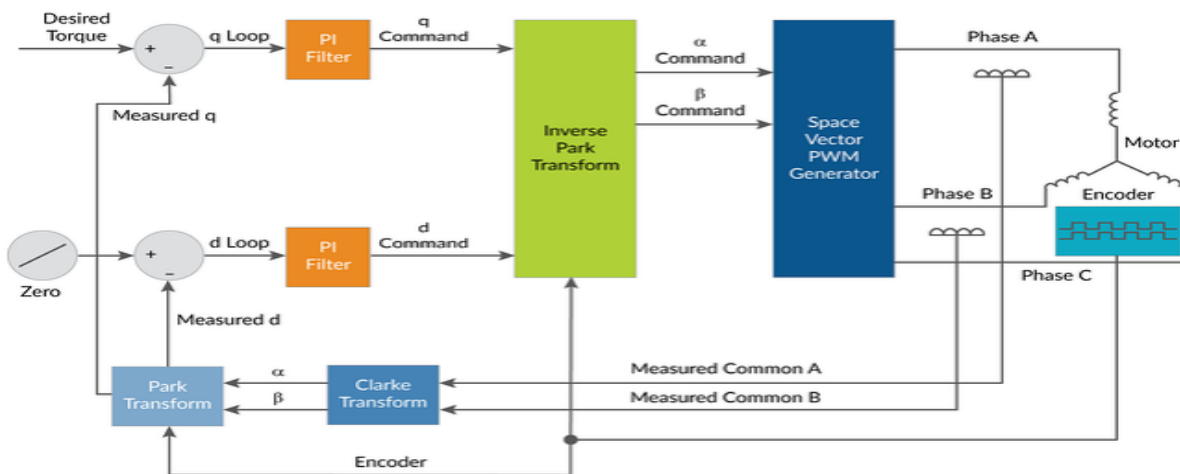 Desired
Torque
+
−
q Loop
PI
Filter
q
Command
Measured q
Inverse
Park
Transform
α
Command
β
Command
Space
Vector
PWM
Generator
Phase A
Motor
Phase B
Encoder
Phase C
Zero
+
−
d Loop
PI
Filter
d
Command
Measured d
Park
Transform
α
β
Clarke
Transform
Measured Common A
Measured Common B
Encoder